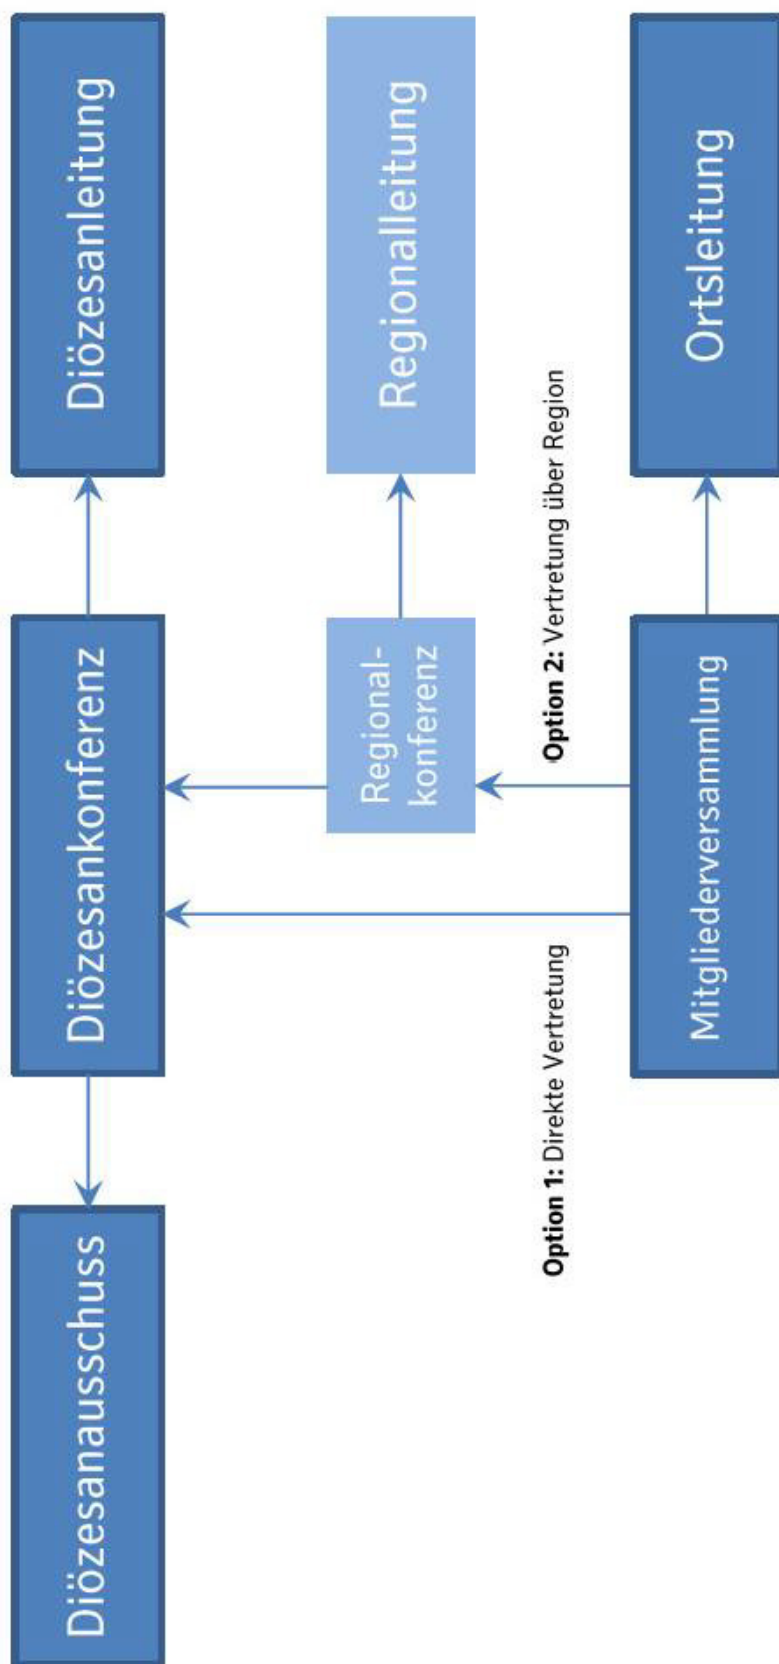 Diözesanausschuss
Diözesankonferenz
Diözesanleitung
Regional-
konferenz
Regionalleitung
Option 1: Direkte Vertretung
Option 2: Vertretung über Region
Mitgliederversammlung
Ortsleitung